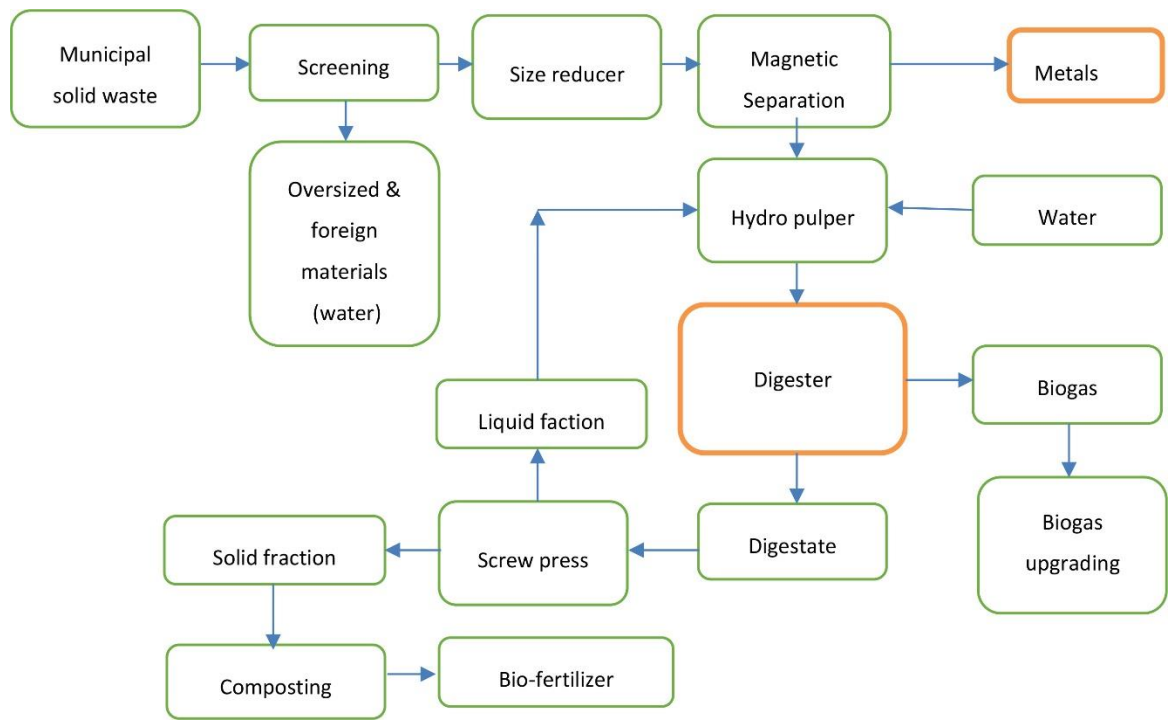 Municipal
solid waste
Screening
Size reducer
Magnetic
Separation
Metals
Oversized &
foreign
materials
(water)
Hydro pulper
Water
Digester
Biogas
Liquid faction
Biogas
upgrading
Digestate
Screw press
Solid fraction
Composting
Bio-fertilizer